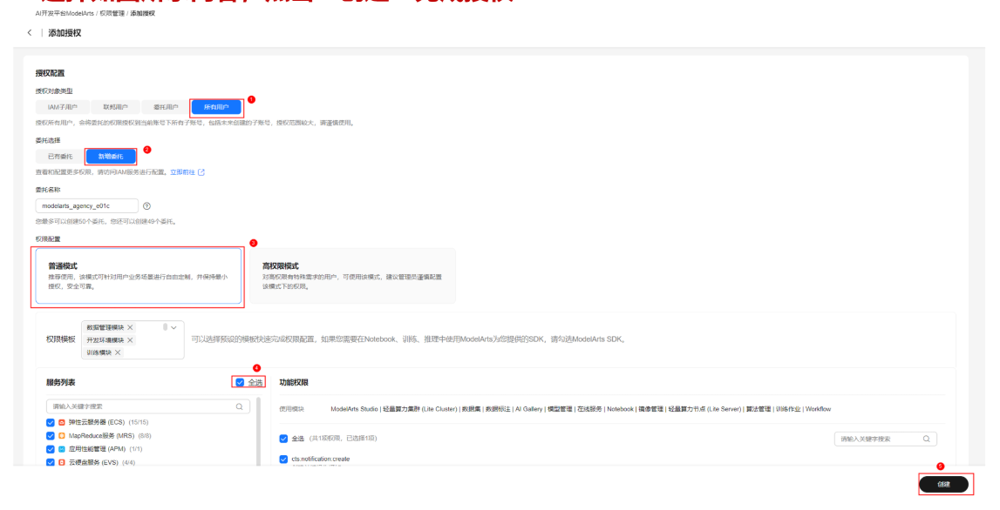 AI开发平台ModelArts / 权限管理 / 添加授权
添加授权
授权配置
授权对象类型
IAM子用户 联邦用户 委托用户 所有用户 1
授权所有用户，会将委托的权限授权到当前账号下所有子账号，包括未来创建的子账号，授权范围较大，请谨慎使用。
委托选择
已有委托 新增委托 2
查看和配置更多权限，请访问IAM服务进行配置。立即前往
委托名称
modelarts_agency_e01c
您最多可以创建50个委托，您还可以创建49个委托。
权限配置
3
普通模式 高权限模式
推荐使用，该模式可针对用户业务场景进行自由定制，并保持最小 对高权限有特殊需求的用户，可使用该模式，建议管理员谨慎配置
授权，安全可靠。 该模式下的权限。
数据管理模块
权限模板 开发环境模块 可以选择预设的模板快速完成权限配置，如果您需要在Notebook、训练、推理中使用ModelArts为您提供的SDK，请勾选ModelArts SDK。
训练模块
4
服务列表 全选 功能权限
请输入关键字搜索 使用模块 ModelArts Studio | 轻量算力集群 (Lite Cluster) | 数据集 | 数据标注 | AI Gallery | 模型管理 | 在线服务 | Notebook | 镜像管理 | 轻量算力节点 (Lite Server) | 算法管理 | 训练作业 | Workflow
弹性云服务器 (ECS) (15/15)
MapReduce服务 (MRS) (8/8) 全选 (共1项权限，已选择1项) 请输入关键字搜索
应用性能管理 (APM) (1/1)
云硬盘服务 (EVS) (4/4) cts:notification:create
5
创建